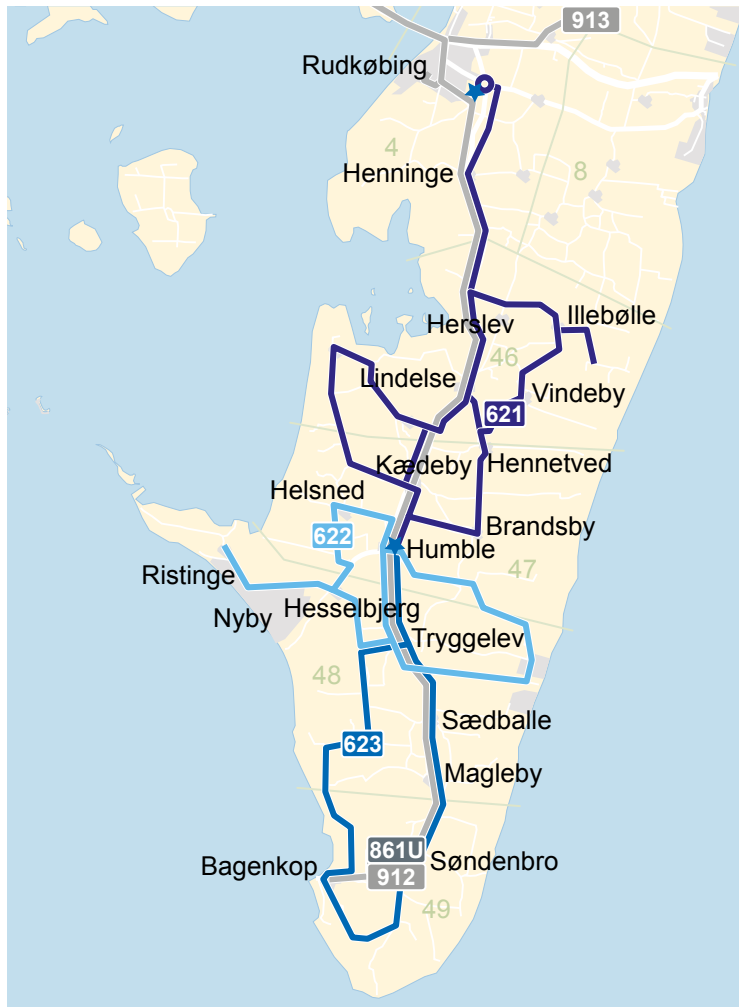 913
Rudkøbing
4
8
Henninge
Illebølle
Herslev
46
Lindelse
Vindeby
621
Kædeby
Hennetved
Helsned
Brandsby
622
Humble
Ristinge
47
Hesselbjerg
Nyby
Tryggelev
48
Sædballe
623
Magleby
861U
Bagenkop
Søndenbro
912
49